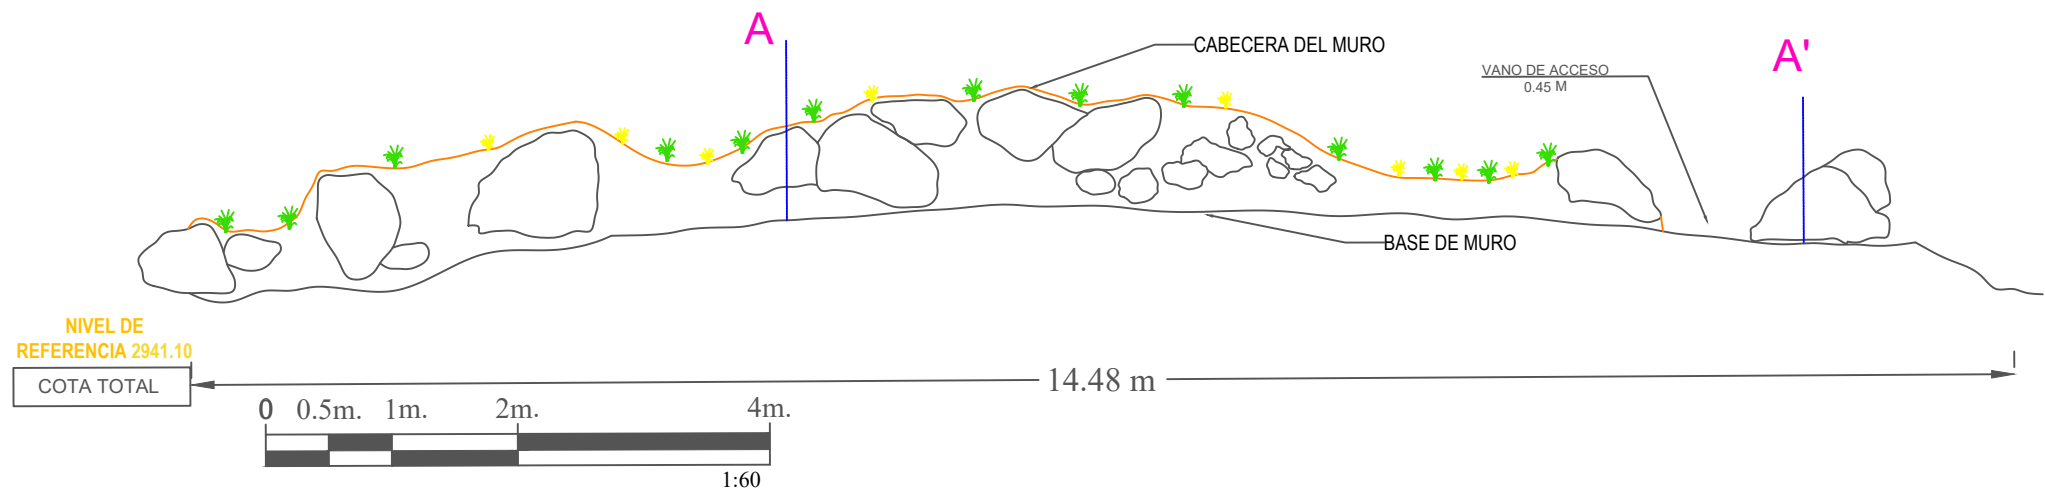 A
CABECERA DEL MURO
A'
VANO DE ACCESO
0.45 M
BASE DE MURO
NIVEL DE
REFERENCIA 2941.10
COTA TOTAL
14.48 m
0 0.5m. 1m. 2m. 4m.
1:60